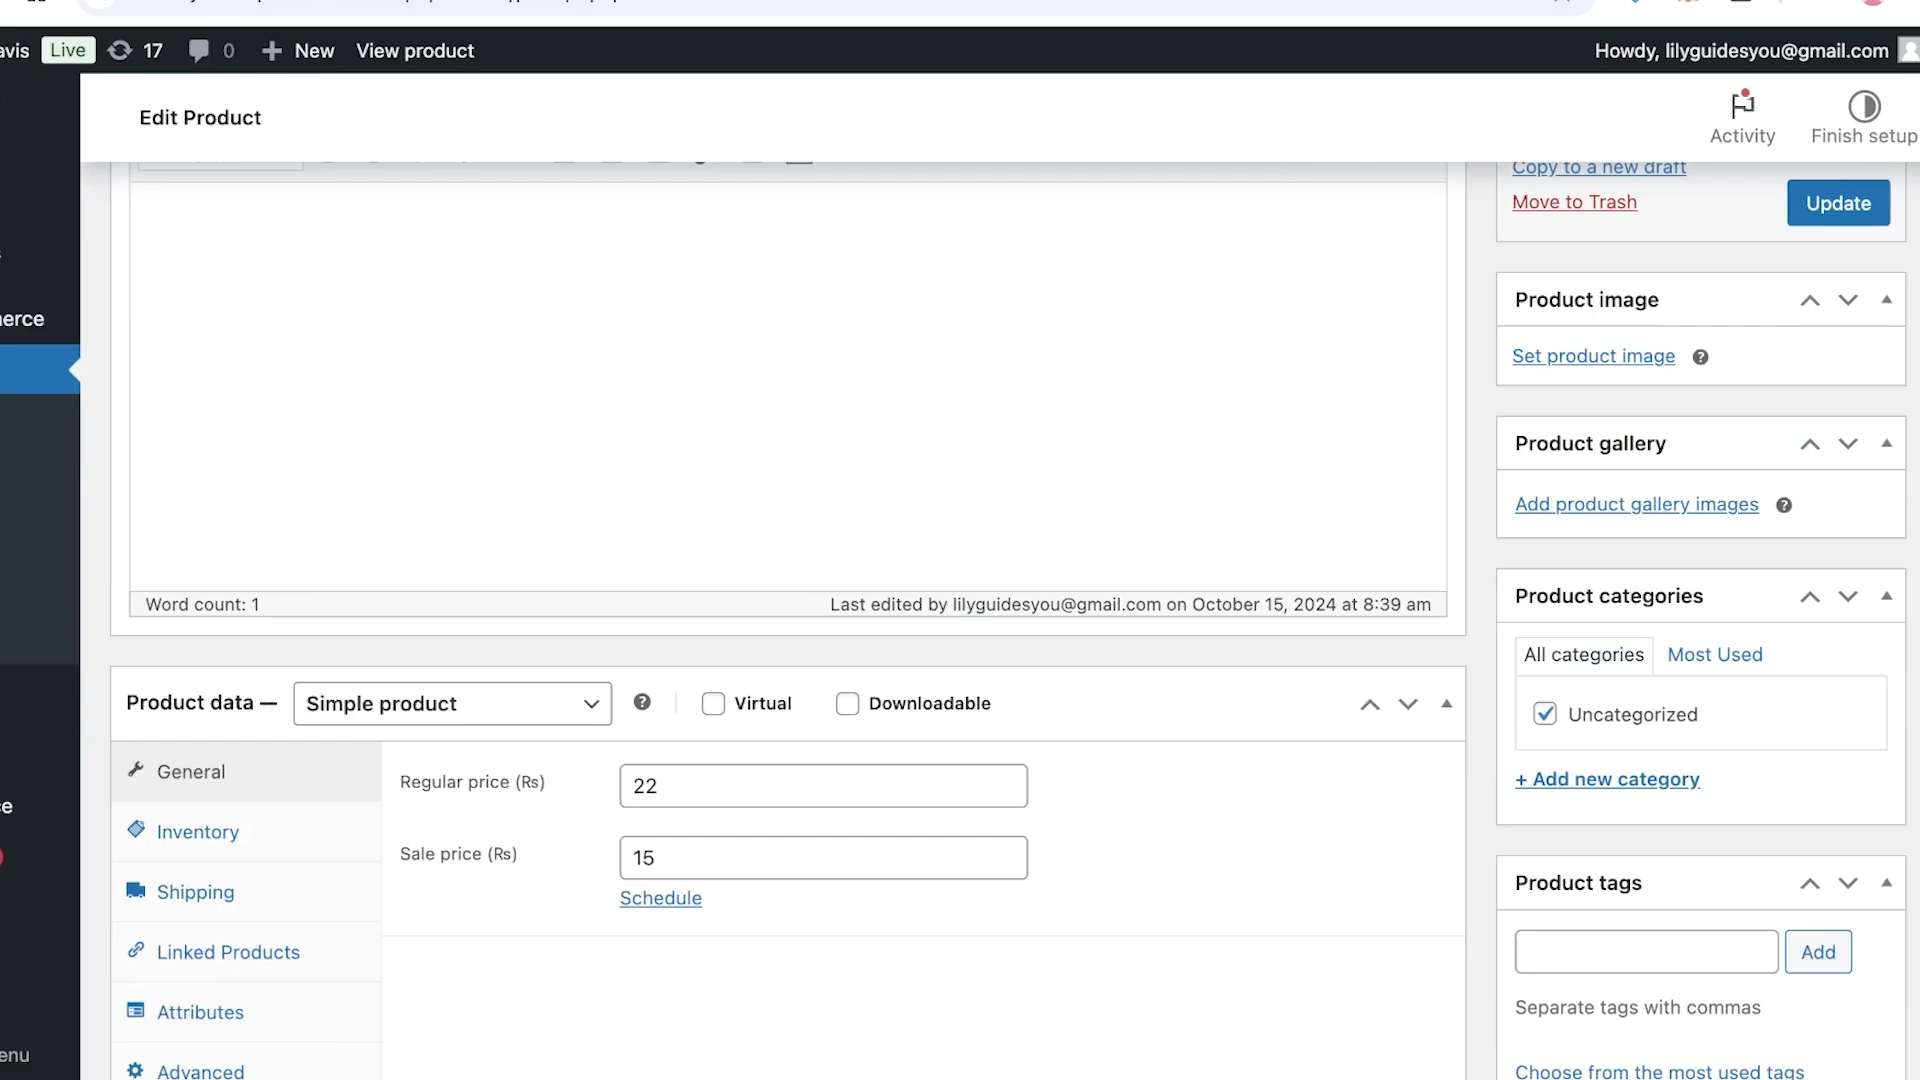 avis Live 17 0 New View product Howdy, lilyguidesyou@gmail.com
Edit Product
Activity
Finish setup
Copy to a new draft
Move to Trash
Update
Product image
Set product image
Product gallery
Add product gallery images
Word count: 1
Last edited by lilyguidesyou@gmail.com on October 15, 2024 at 8:39 am
Product categories
All categories Most Used
Uncategorized
+ Add new category
Product data — Simple product Virtual Downloadable
General
Inventory
Shipping
Linked Products
Attributes
Advanced
Regular price (₨) 22
Sale price (₨) 15
Schedule
Product tags
Add
Separate tags with commas
Choose from the most used tags
erce
e
enu